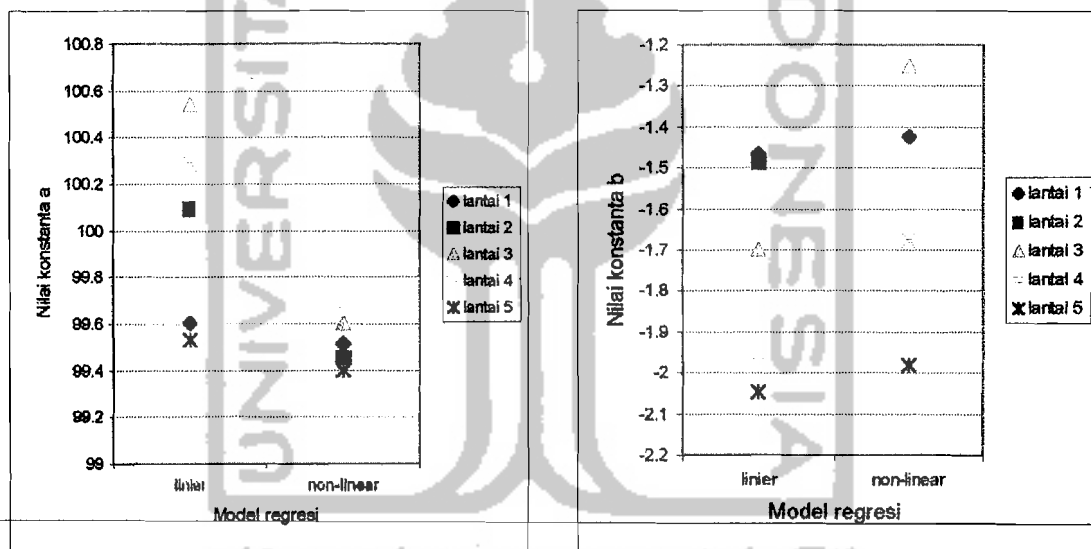 100.8
100.6
100.4
100.2
100
99.8
99.6
99.4
99.2
99
Nilai konstanta a
linier
non-linear
Model regresi
lantai 1
lantai 2
lantai 3
lantai 4
lantai 5
-1.2
-1.3
-1.4
-1.5
-1.6
-1.7
-1.8
-1.9
-2
-2.1
-2.2
Nilai konstanta b
linier
non-linear
Model regresi
lantai 1
lantai 2
lantai 3
lantai 4
lantai 5
UNIVERSITA
DONESIA